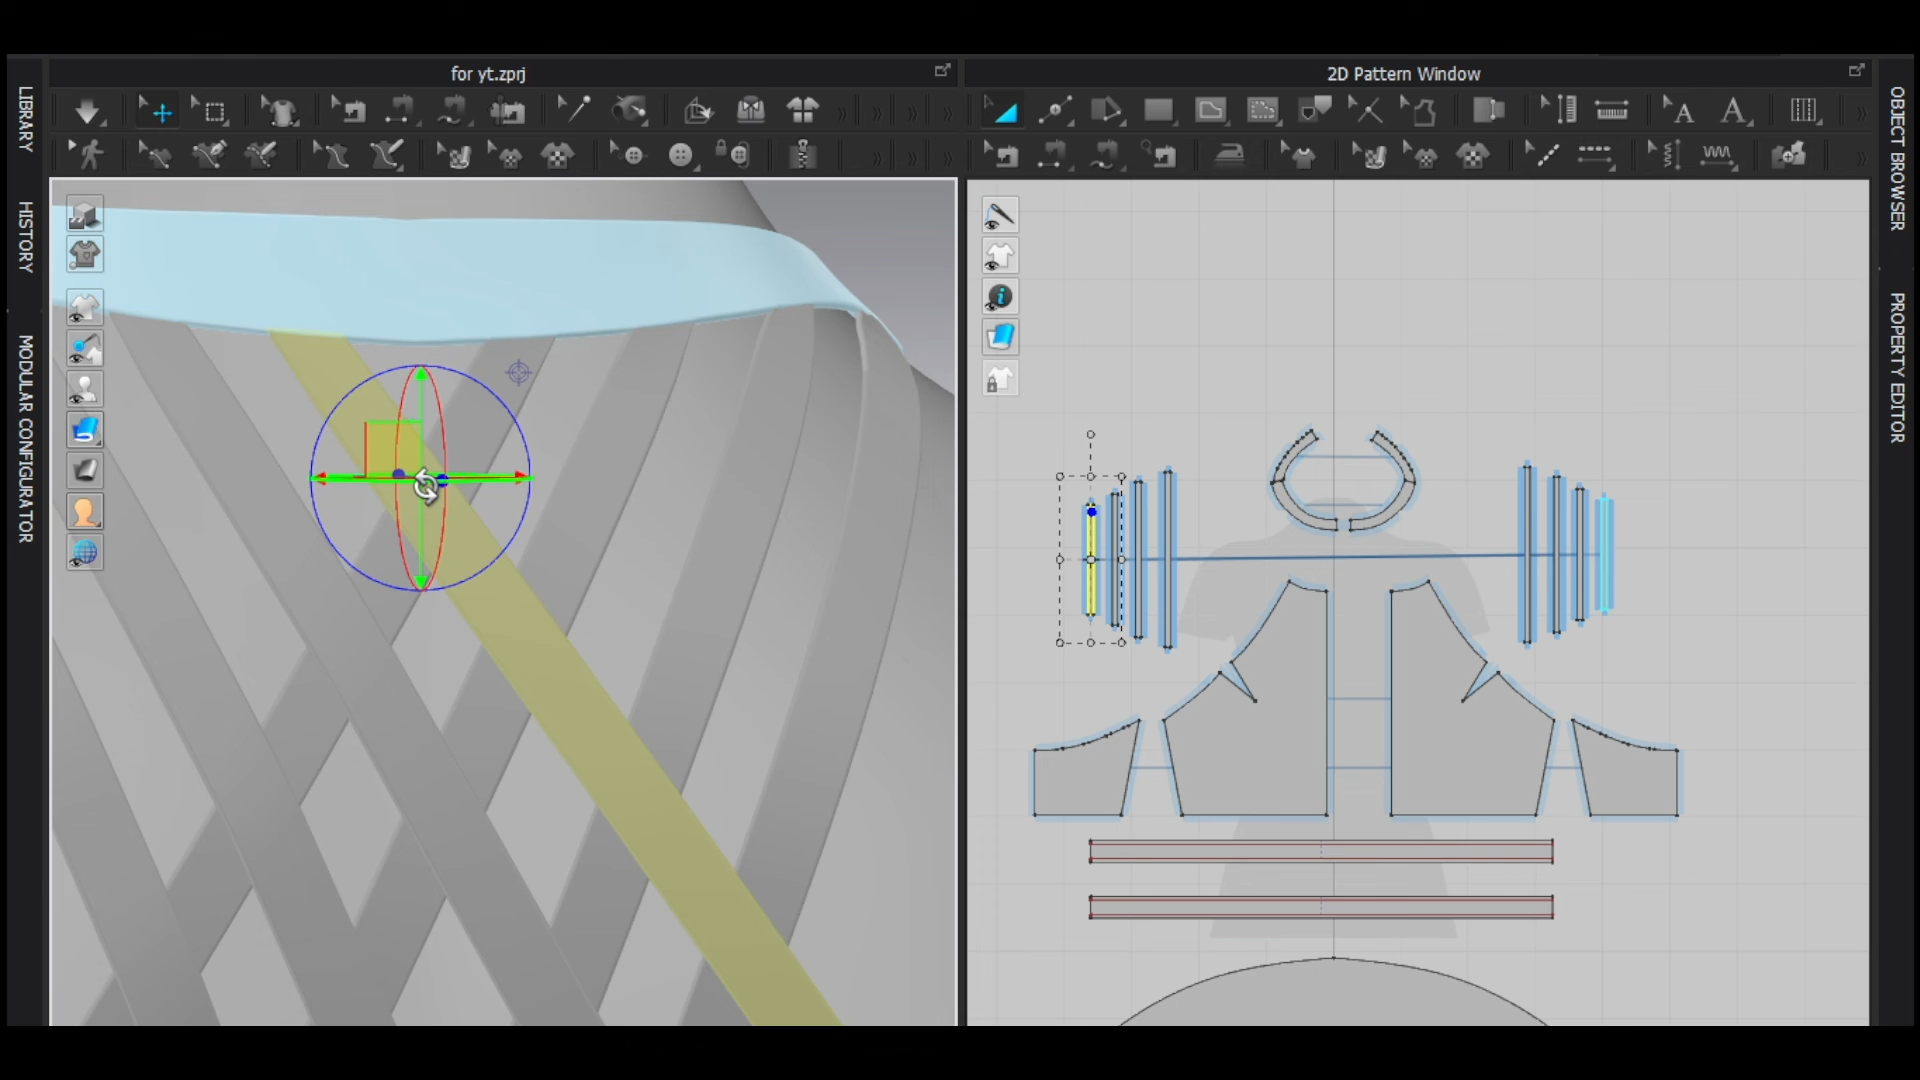 for yt.zprj
2D Pattern Window
LIBRARY
HISTORY
MODULAR CONFIGURATOR
OBJECT BROWSER
PROPERTY EDITOR